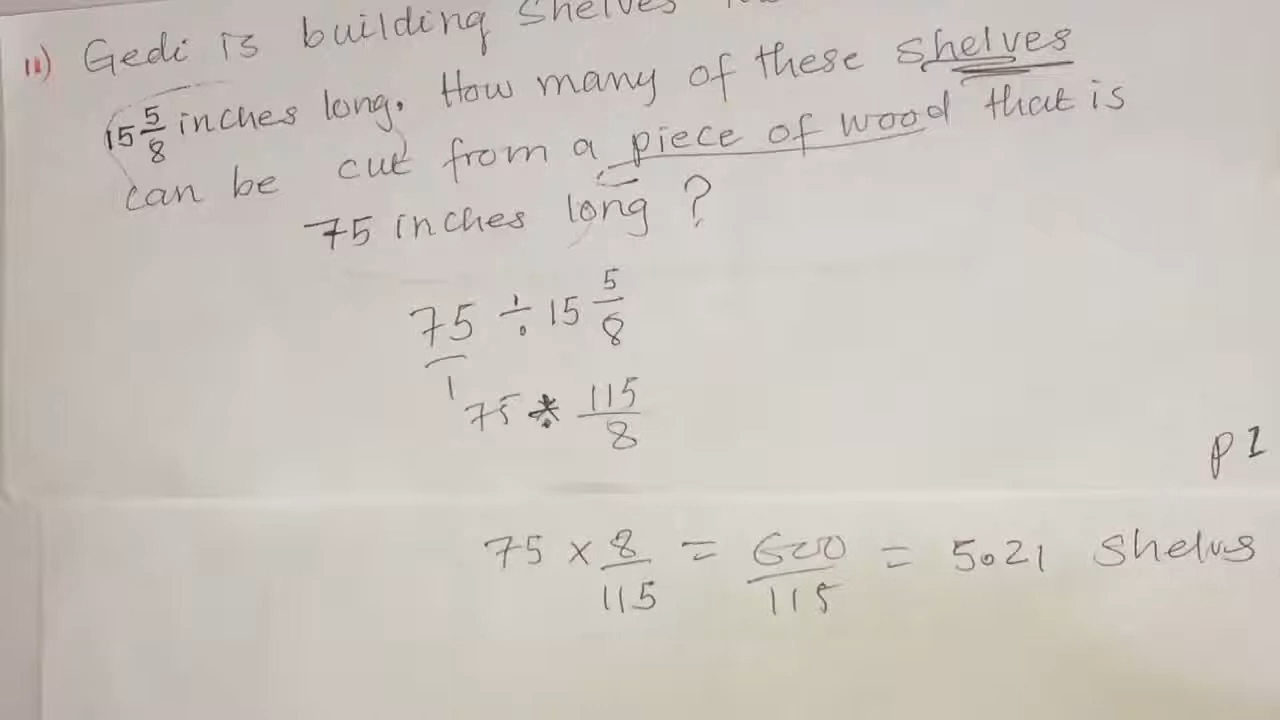 11) Gedi is building shelves
15 5/8 inches long. How many of these shelves
can be cut from a piece of wood that is
75 inches long?
75/1 ÷ 15 5/8
75 ÷ 115/8
p1
75 × 8/115 = 600/115 = 5.21 shelves